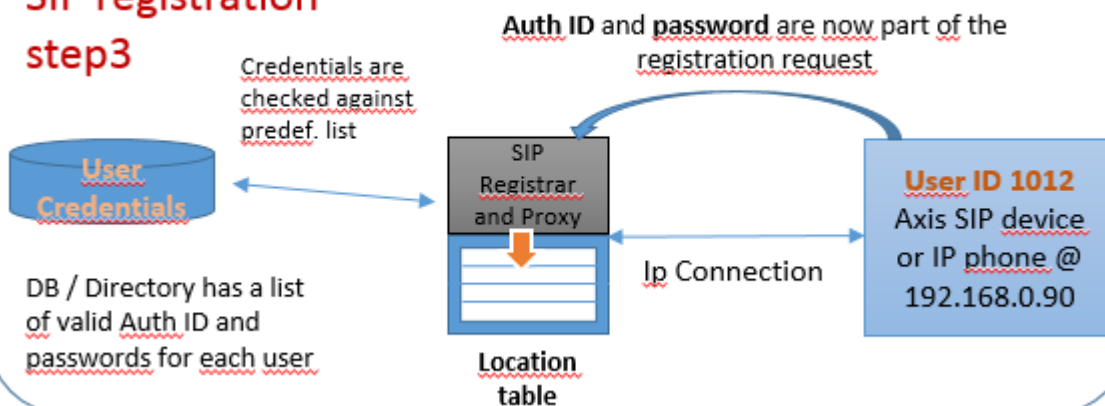 SIP registration
step3
Auth ID and password are now part of the
registration request
Credentials are
checked against
predef. list
User
Credentials
SIP
Registrar
and Proxy
User ID 1012
Axis SIP device
or IP phone @
192.168.0.90
Ip Connection
DB / Directory has a list
of valid Auth ID and
passwords for each user
Location
table